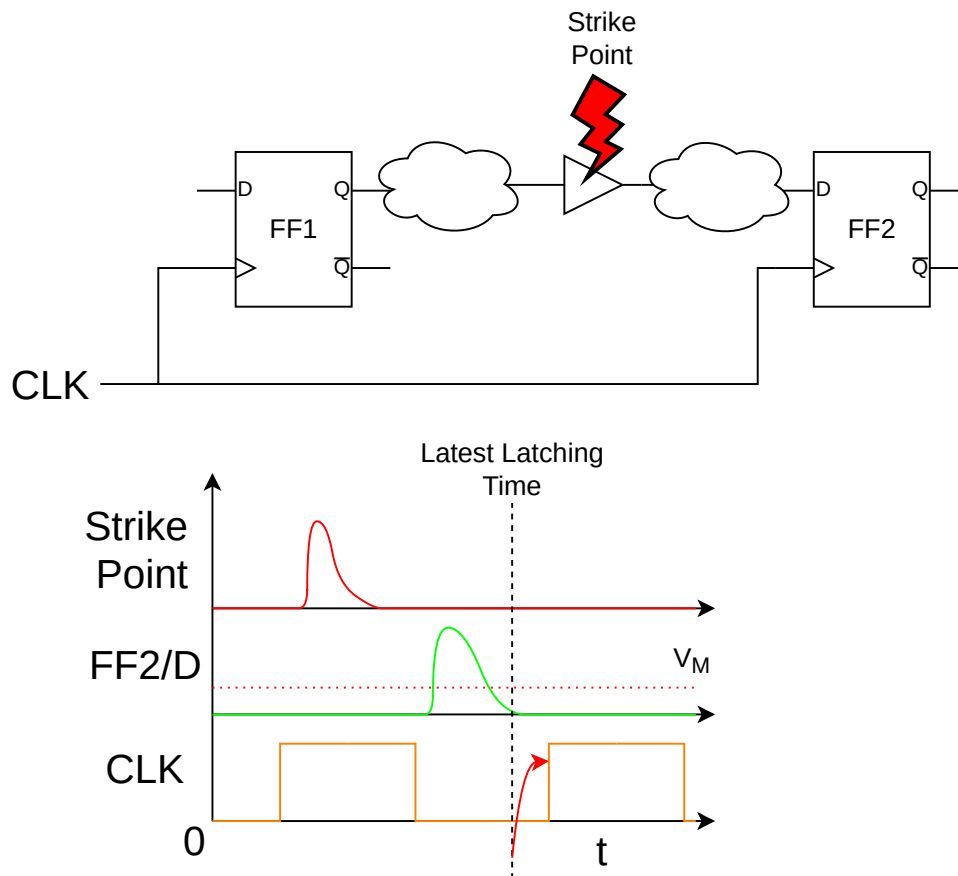 Strike
Point
D
Q
FF1
Q
D
Q
FF2
Q
CLK
Latest Latching
Time
Strike
Point
FF2/D
VM
CLK
0
t